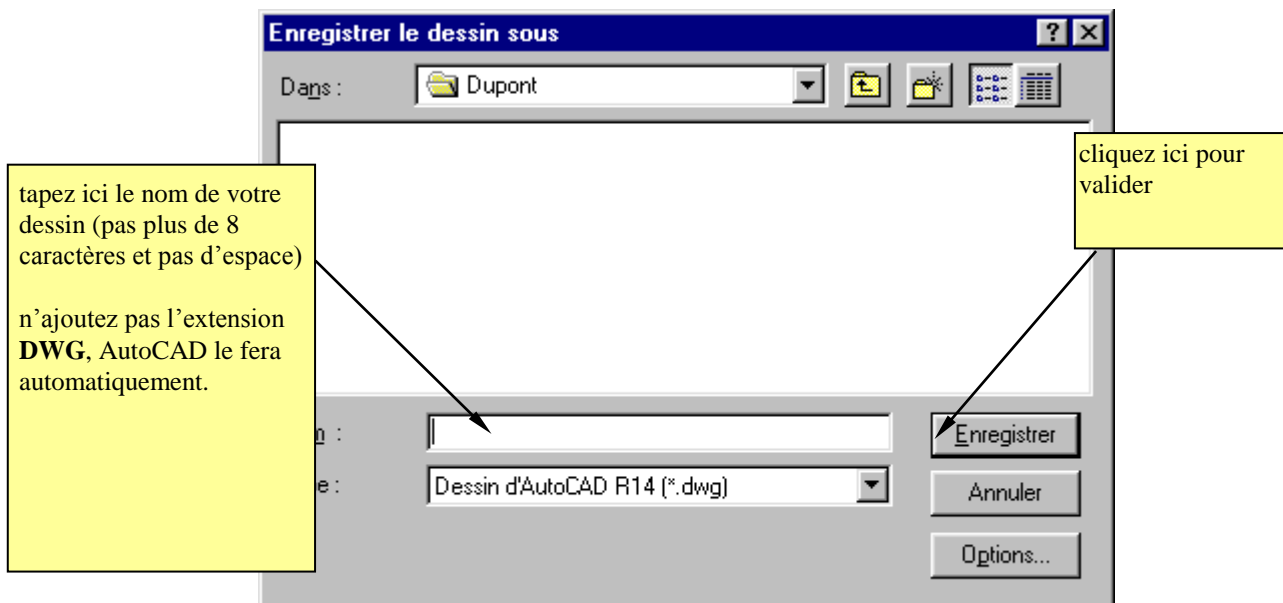 Enregistrer le dessin sous
Dans :
Dupont
cliquez ici pour
valider
tapez ici le nom de votre
dessin (pas plus de 8
caractères et pas d’espace)
n’ajoutez pas l’extension
DWG, AutoCAD le fera
automatiquement.
Enregistrer
e :
Dessin d'AutoCAD R14 (*.dwg)
Annuler
Options...